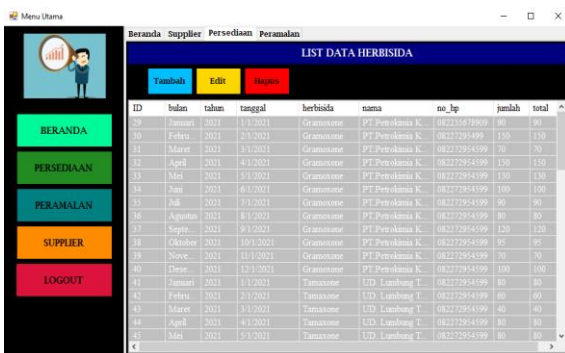 Menu Utama
Beranda Supplier Persediaan Peramalan
LIST DATA HERBISIDA
Tambah Edit Hapus
ID bulan tahun tanggal herbisida nama no_hp jumlah total
29 Januari 2021 1/1/2021 Gramoxone PT.Petrokimia K... 90 90
30 Febru... 2021 2/1/2021 Gramoxone PT.Petrokimia K... 150 150
31 Maret 2021 3/1/2021 Gramoxone PT.Petrokimia K... 082272954599 70 70
32 April 2021 4/1/2021 Gramoxone PT.Petrokimia K... 082272954599 150 150
33 Mei 2021 5/1/2021 Gramoxone PT.Petrokimia K... 082272954599 130 130
34 Juni 2021 6/1/2021 Gramoxone PT.Petrokimia K... 082272954599 100 100
35 Juli 2021 7/1/2021 Gramoxone PT.Petrokimia K... 082272954599 90 90
36 Agustus 2021 8/1/2021 Gramoxone PT.Petrokimia K... 082272954599 80 80
37 Septe... 2021 9/1/2021 Gramoxone PT.Petrokimia K... 082272954599 120 120
38 Oktober 2021 10/1/2021 Gramoxone PT.Petrokimia K... 082272954599 95 95
39 Nove... 2021 11/1/2021 Gramoxone PT.Petrokimia K... 082272954599 70 70
40 Dese... 2021 12/1/2021 Gramoxone PT.Petrokimia K... 082272954599 100 100
41 Januari 2021 1/1/2021 Tamaxone UD. Lumbung T... 082272954599 80 80
42 Febru... 2021 2/1/2021 Tamaxone UD. Lumbung T... 082272954599 60 60
43 Maret 2021 3/1/2021 Tamaxone UD. Lumbung T... 082272954599 40 40
44 April 2021 4/1/2021 Tamaxone UD. Lumbung T... 082272954599 80 80
45 Mei 2021 5/1/2021 Tamaxone UD. Lumbung T... 082272954599 80 80
BERANDA
PERSEDIAAN
PERAMALAN
SUPPLIER
LOGOUT